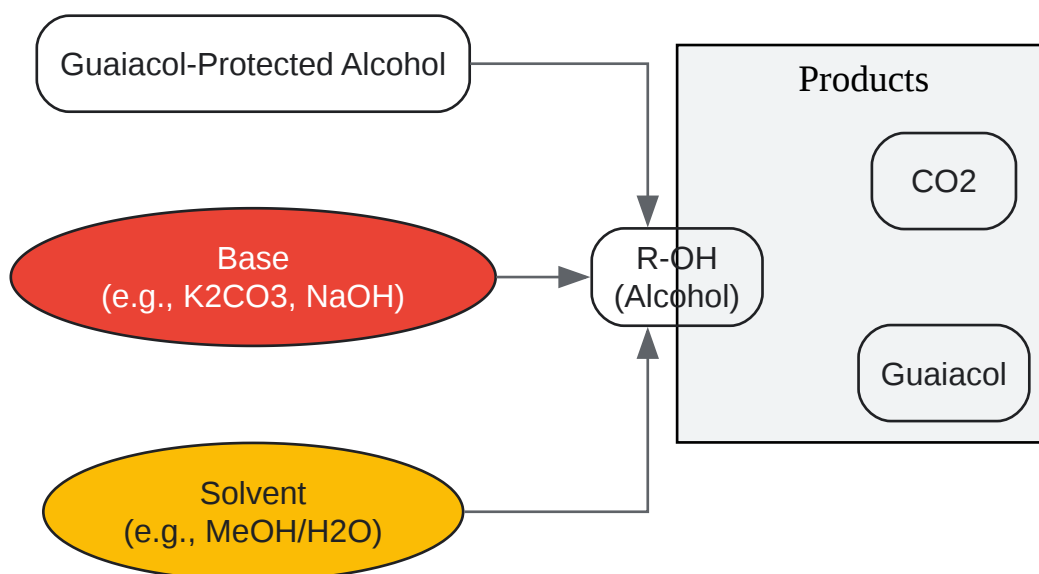 Guaiacol-Protected Alcohol
Products
CO2
Base
(e.g., K2CO3, NaOH)
R-OH
(Alcohol)
Guaiacol
Solvent
(e.g., MeOH/H2O)